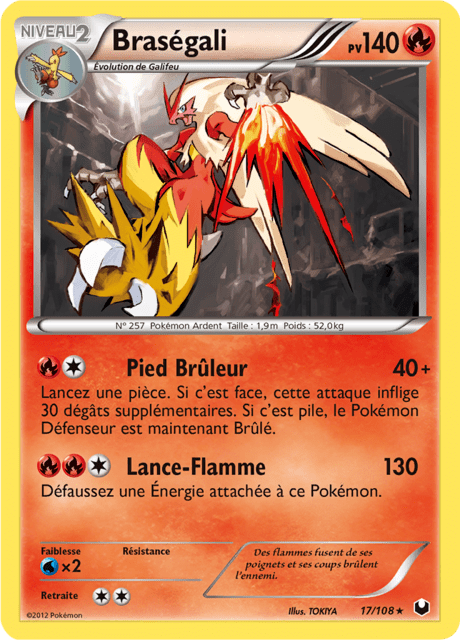 NIVEAU2
Braségali
PV140
Évolution de Galifeu
N° 257 Pokémon Ardent Taille : 1,9m Poids : 52,0kg
Pied Brûleur 40+
Lancez une pièce. Si c'est face, cette attaque inflige
30 dégâts supplémentaires. Si c'est pile, le Pokémon
Défenseur est maintenant Brûlé.
Lance-Flamme 130
Défaussez une Énergie attachée à ce Pokémon.
Faiblesse Résistance
×2
Retraite
Des flammes fusent de ses
poignets et ses coups brûlent
l'ennemi.
©2012 Pokémon Illus. TOKIYA 17/108 ★